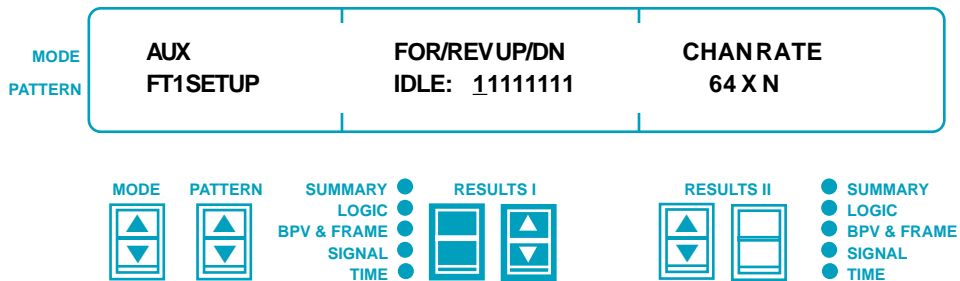 AUX FOR/REVUP/DN CHANRATE
MODE
FT1SETUP IDLE: 11111111 64 X N
PATTERN
MODE PATTERN SUMMARY RESULTS I RESULTS II SUMMARY
LOGIC LOGIC
BPV & FRAME BPV & FRAME
SIGNAL SIGNAL
TIME TIME